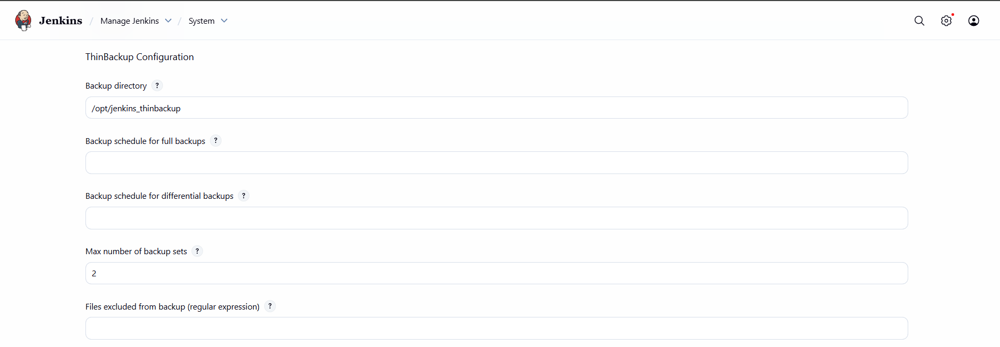 Jenkins / Manage Jenkins / System
ThinBackup Configuration
Backup directory ?
/opt/jenkins_thinbackup
Backup schedule for full backups ?
Backup schedule for differential backups ?
Max number of backup sets ?
2
Files excluded from backup (regular expression) ?